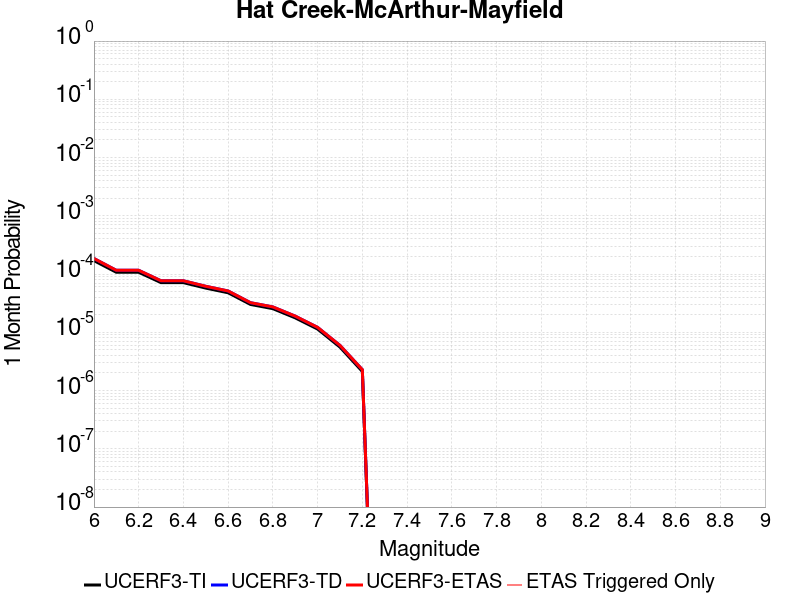 Hat Creek-McArthur-Mayfield
10^0
10^-1
10^-2
10^-3
10^-4
10^-5
10^-6
10^-7
10^-8
1 Month Probability
6 6.2 6.4 6.6 6.8 7 7.2 7.4 7.6 7.8 8 8.2 8.4 8.6 8.8 9
Magnitude
UCERF3-TI UCERF3-TD UCERF3-ETAS ETAS Triggered Only